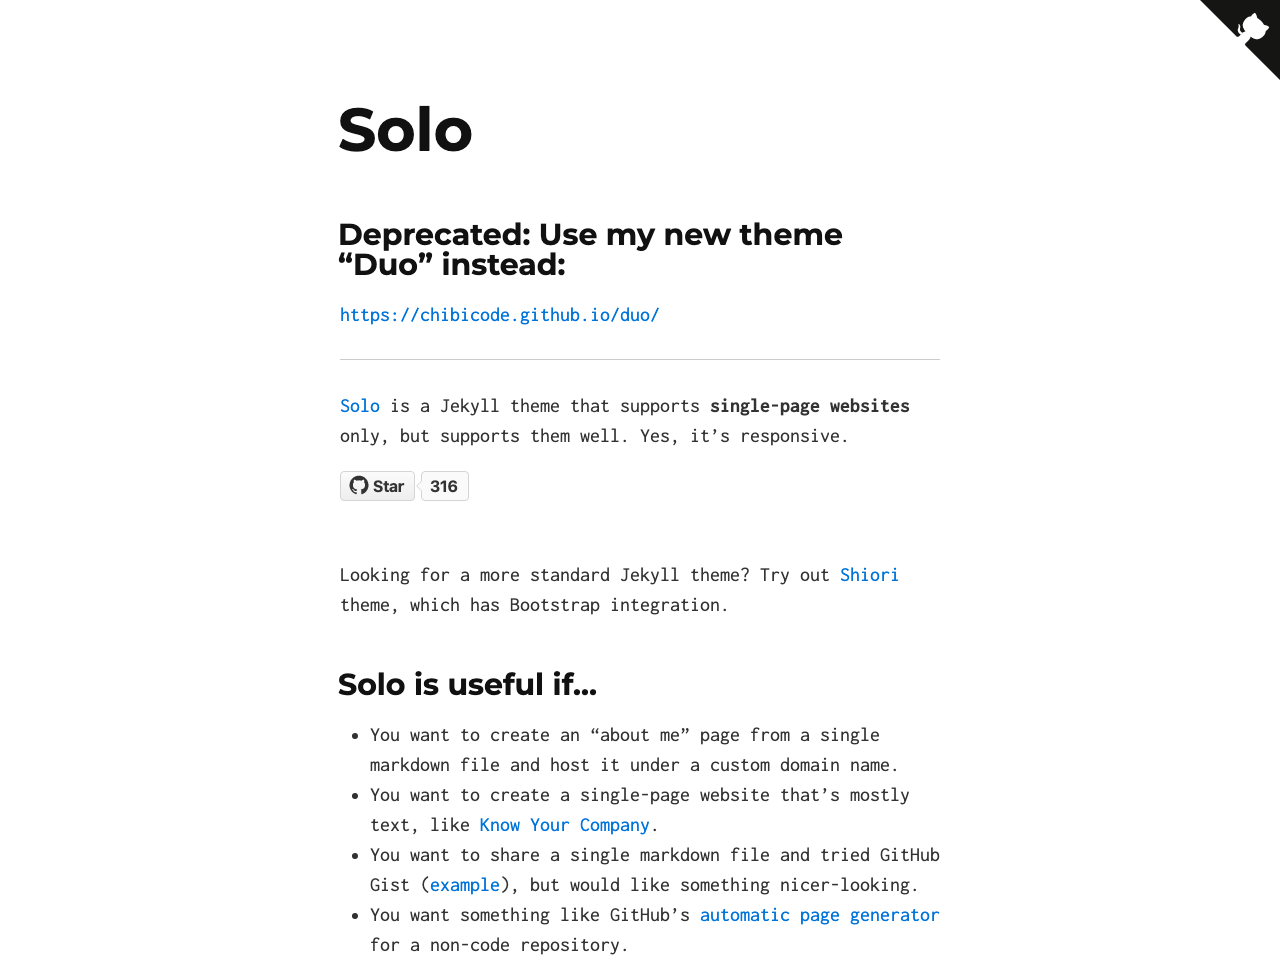 Solo
Deprecated: Use my new theme
“Duo” instead:
https://chibicode.github.io/duo/
Solo is a Jekyll theme that supports single-page websites
only, but supports them well. Yes, it’s responsive.
Star 316
Looking for a more standard Jekyll theme? Try out Shiori
theme, which has Bootstrap integration.
Solo is useful if…
• You want to create an “about me” page from a single
markdown file and host it under a custom domain name.
• You want to create a single-page website that’s mostly
text, like Know Your Company.
• You want to share a single markdown file and tried GitHub
Gist (example), but would like something nicer-looking.
• You want something like GitHub’s automatic page generator
for a non-code repository.